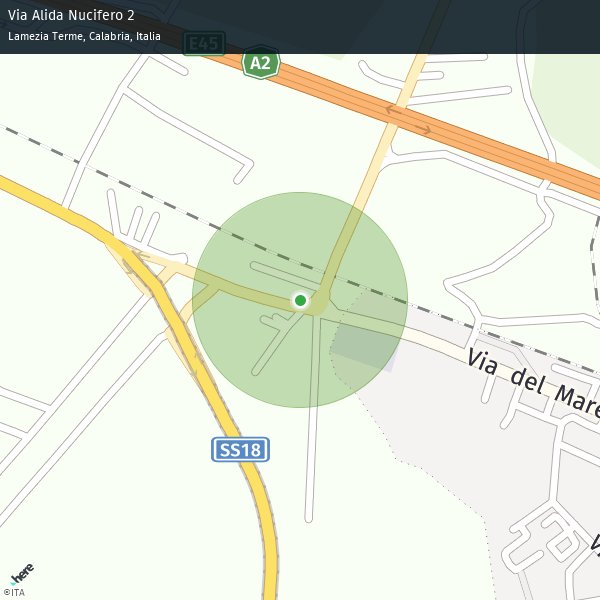 Via Alida Nucifero 2
Lamezia Terme, Calabria, Italia
E45
A2
Via del Mare
SS18
here
©ITA